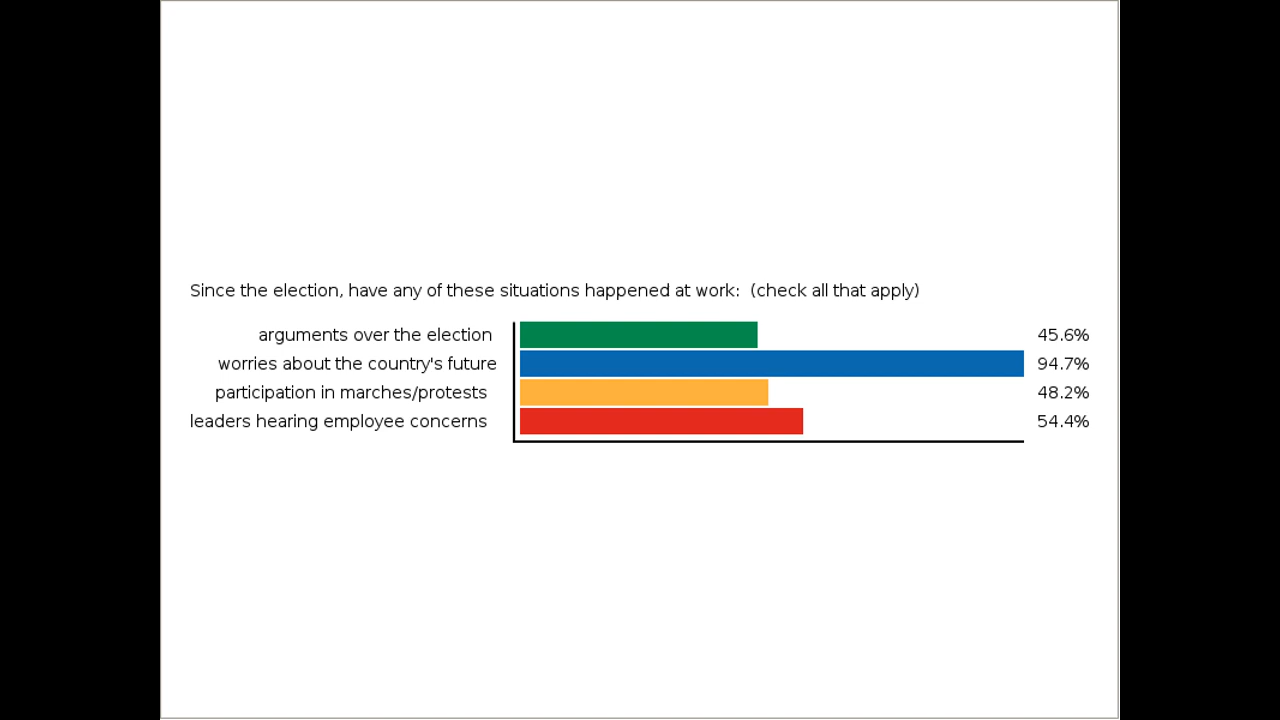 Since the election, have any of these situations happened at work:  (check all that apply)
arguments over the election 45.6%
worries about the country's future 94.7%
participation in marches/protests 48.2%
leaders hearing employee concerns 54.4%